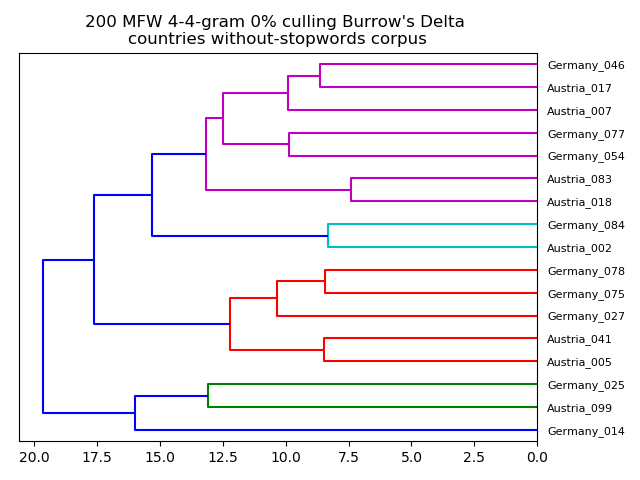 200 MFW 4-4-gram 0% culling Burrow's Delta
countries without-stopwords corpus
Germany_046
Austria_017
Austria_007
Germany_077
Germany_054
Austria_083
Austria_018
Germany_084
Austria_002
Germany_078
Germany_075
Germany_027
Austria_041
Austria_005
Germany_025
Austria_099
Germany_014
20.0 17.5 15.0 12.5 10.0 7.5 5.0 2.5 0.0